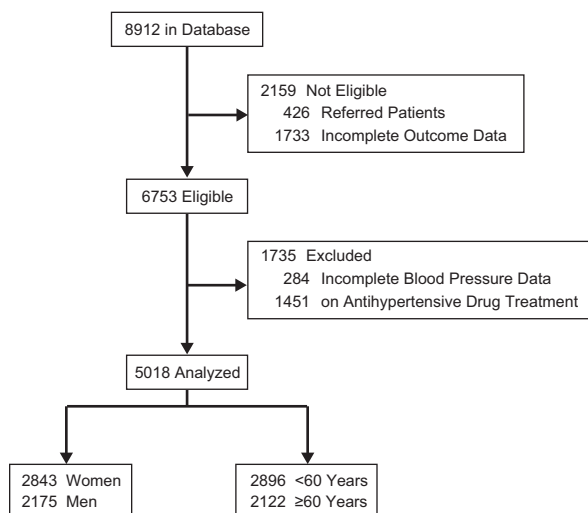 8912 in Database
2159 Not Eligible
426 Referred Patients
1733 Incomplete Outcome Data
6753 Eligible
1735 Excluded
284 Incomplete Blood Pressure Data
1451 on Antihypertensive Drug Treatment
5018 Analyzed
2843 Women
2175 Men
2896 <60 Years
2122 ≥60 Years